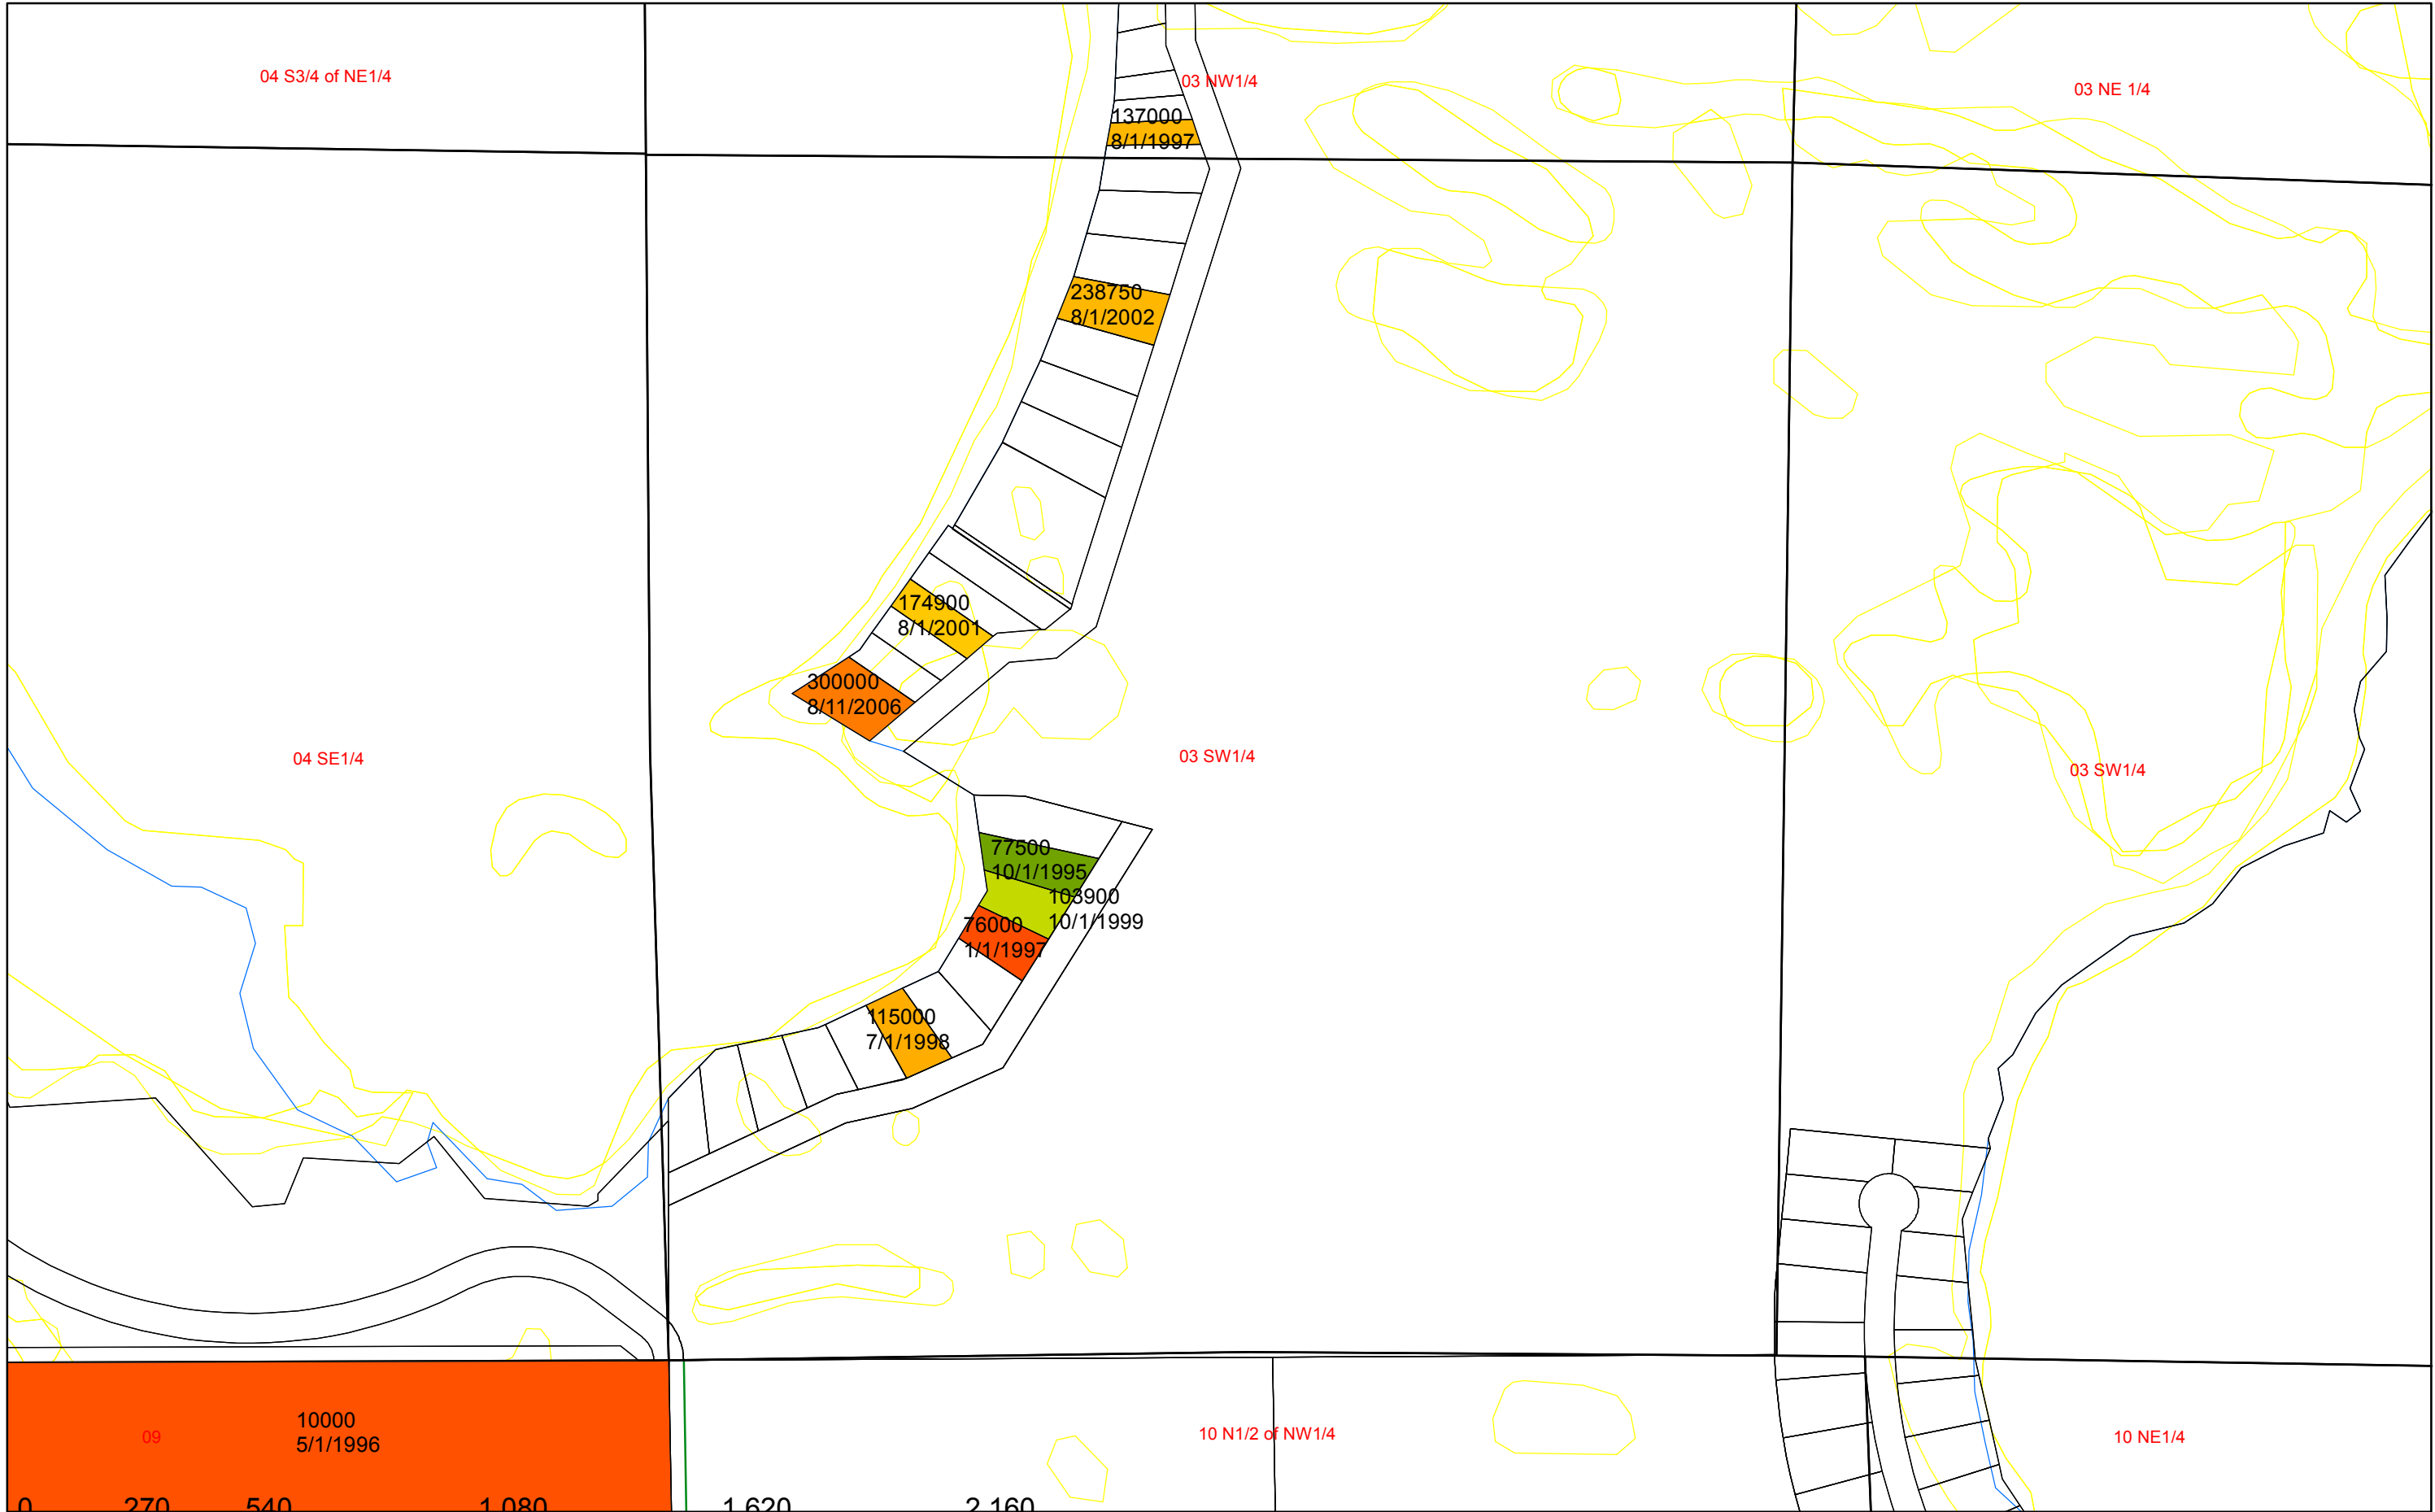 04 S3/4 of NE1/4
03 NW1/4
03 NE 1/4
137000
8/1/1997
238750
8/1/2002
174900
8/1/2001
300000
8/11/2006
04 SE1/4
03 SW1/4
03 SW1/4
77500
10/1/1995
103900
10/1/1999
76000
1/1/1997
115000
7/1/1998
10000
5/1/1996
09
10 N1/2 of NW1/4
10 NE1/4
0 270 540 1,080 1,620 2,160